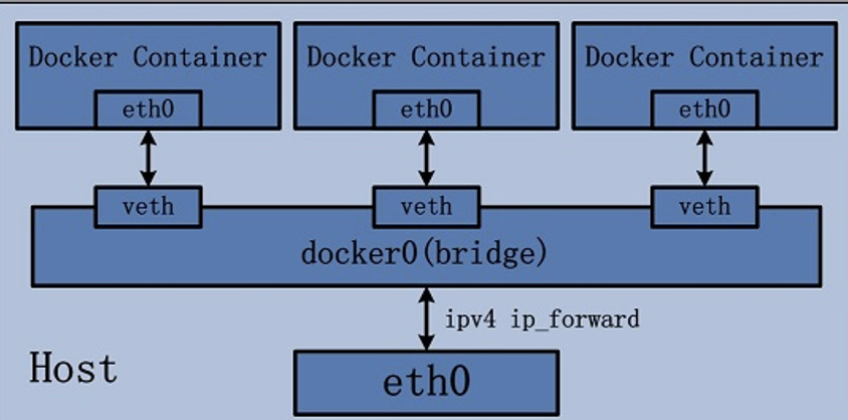 Docker Container
Docker Container
Docker Container
eth0
eth0
eth0
veth
veth
veth
docker0(bridge)
ipv4 ip_forward
Host
eth0